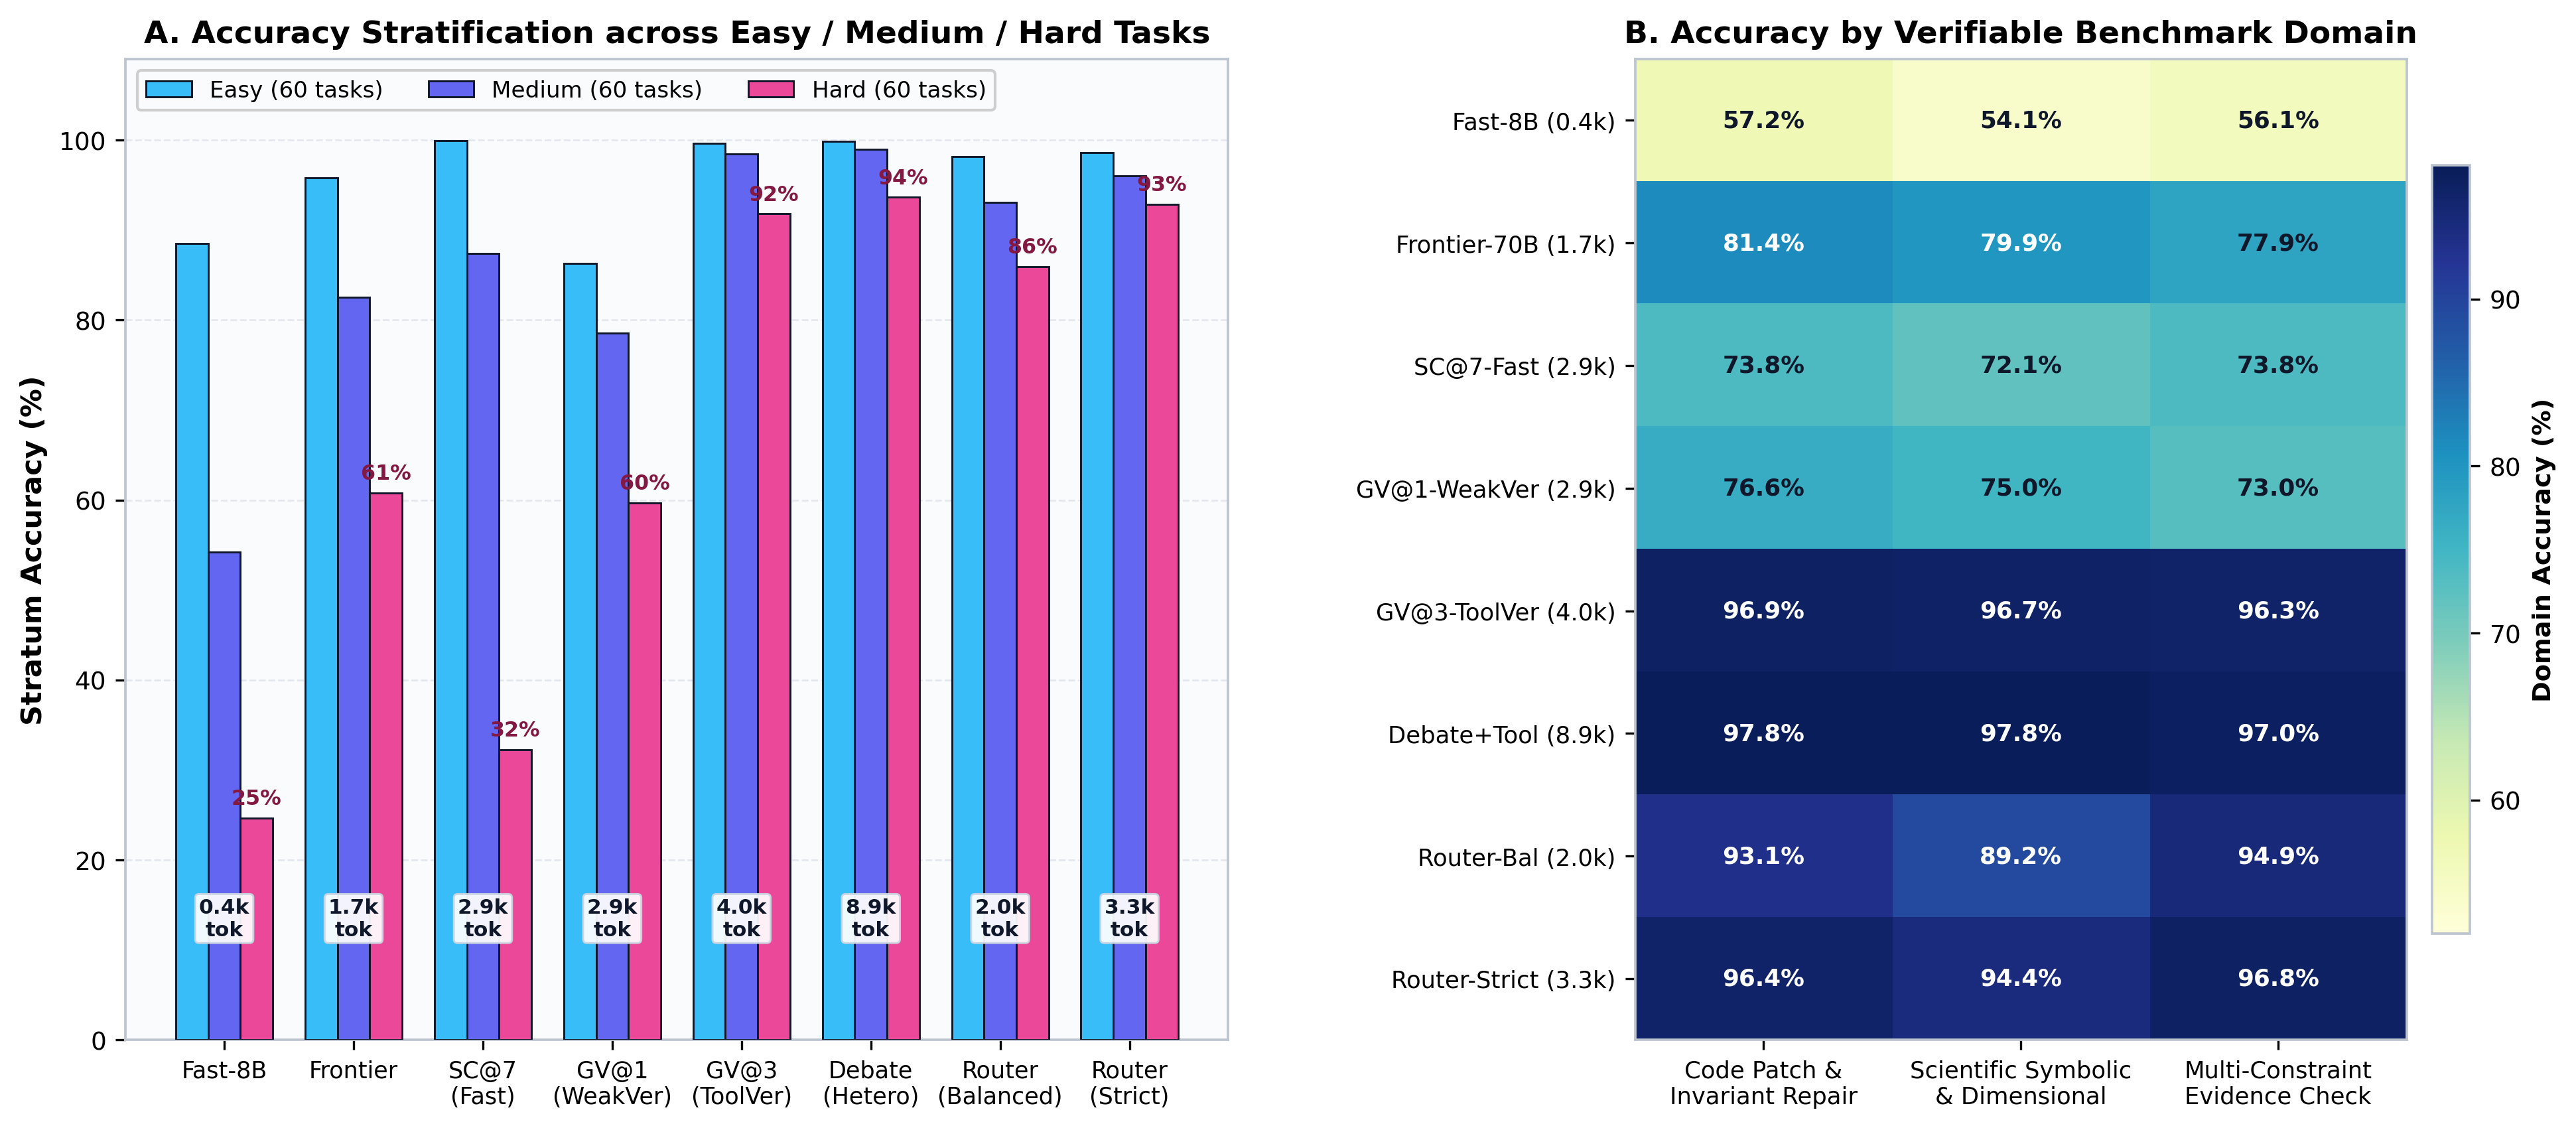 A. Accuracy Stratification across Easy / Medium / Hard Tasks
Easy (60 tasks)
Medium (60 tasks)
Hard (60 tasks)
Stratum Accuracy (%)
100
80
60
40
20
0
25%
61%
32%
60%
92%
94%
86%
93%
0.4k
tok
1.7k
tok
2.9k
tok
2.9k
tok
4.0k
tok
8.9k
tok
2.0k
tok
3.3k
tok
Fast-8B
Frontier
SC@7
(Fast)
GV@1
(WeakVer)
GV@3
(ToolVer)
Debate
(Hetero)
Router
(Balanced)
Router
(Strict)
B. Accuracy by Verifiable Benchmark Domain
Fast-8B (0.4k) 57.2% 54.1% 56.1%
Frontier-70B (1.7k) 81.4% 79.9% 77.9%
SC@7-Fast (2.9k) 73.8% 72.1% 73.8%
GV@1-WeakVer (2.9k) 76.6% 75.0% 73.0%
GV@3-ToolVer (4.0k) 96.9% 96.7% 96.3%
Debate+Tool (8.9k) 97.8% 97.8% 97.0%
Router-Bal (2.0k) 93.1% 89.2% 94.9%
Router-Strict (3.3k) 96.4% 94.4% 96.8%
Code Patch &
Invariant Repair
Scientific Symbolic
& Dimensional
Multi-Constraint
Evidence Check
90
80
70
60
Domain Accuracy (%)